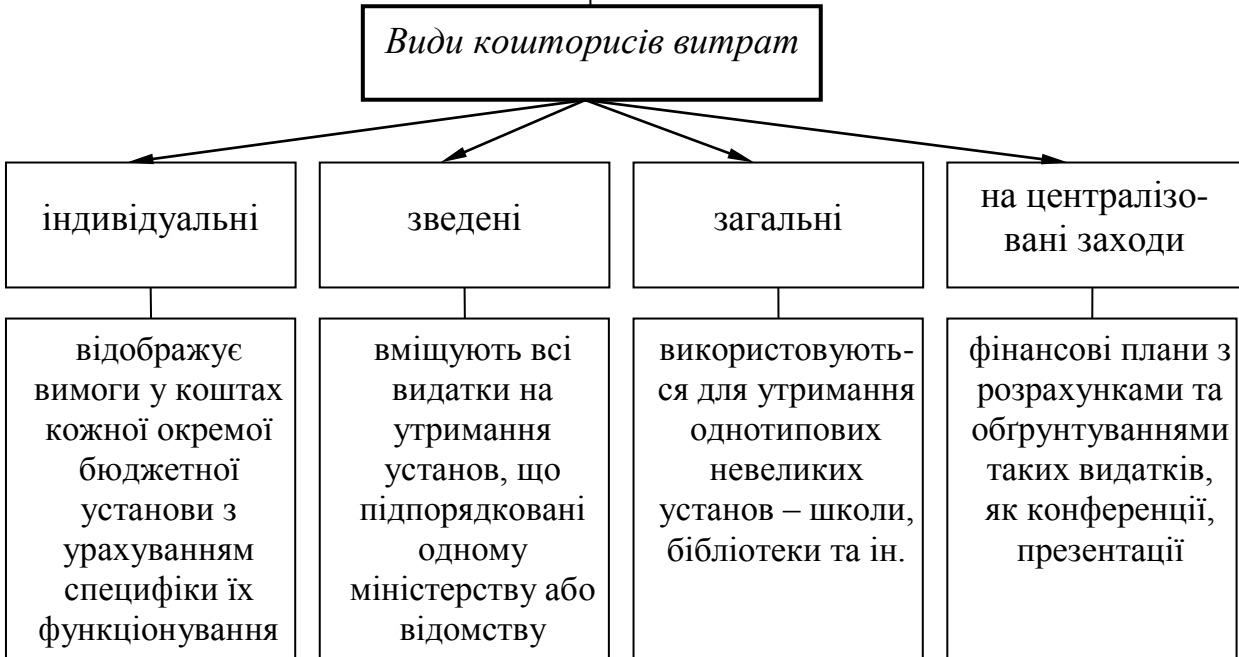 Види кошторисів витрат
індивідуальні
зведені
загальні
на централізо-
вані заходи
відображує
вимоги у коштах
кожної окремої
бюджетної
установи з
урахуванням
специфіки їх
функціонування
вміщують всі
видатки на
утримання
установ, що
підпорядковані
одному
міністерству або
відомству
використовують-
ся для утримання
однотипових
невеликих
установ – школи,
бібліотеки та ін.
фінансові плани з
розрахунками та
обґрунтуваннями
таких видатків,
як конференції,
презентації